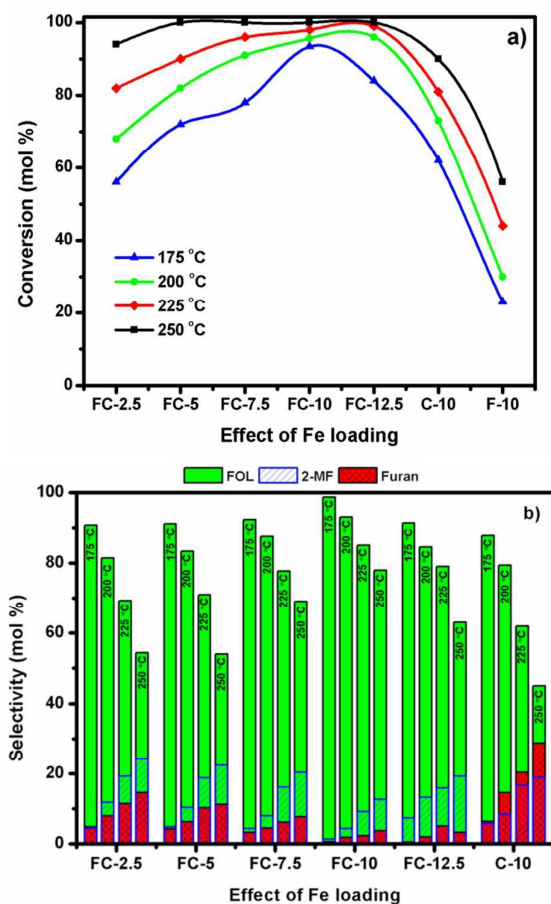 a)
Conversion (mol %)
100
80
60
40
20
0
175 °C
200 °C
225 °C
250 °C
FC-2.5 FC-5 FC-7.5 FC-10 FC-12.5 C-10 F-10
Effect of Fe loading
FOL 2-MF Furan
b)
Selectivity (mol %)
100
80
60
40
20
0
175 °C 200 °C 225 °C 250 °C 175 °C 200 °C 225 °C 250 °C 175 °C 200 °C 225 °C 250 °C 175 °C 200 °C 225 °C 250 °C 175 °C 200 °C 225 °C 250 °C 175 °C 200 °C 225 °C 250 °C
FC-2.5 FC-5 FC-7.5 FC-10 FC-12.5 C-10
Effect of Fe loading